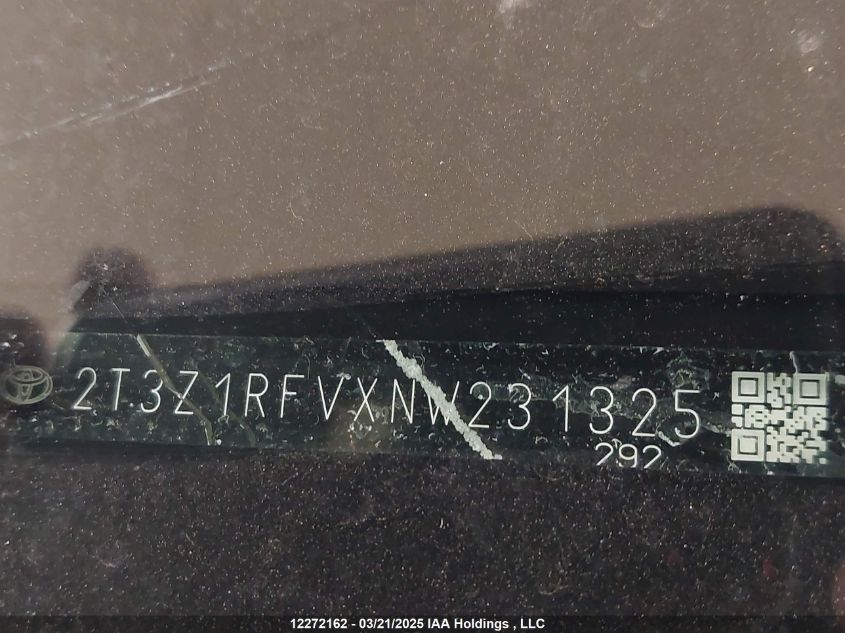 2T3Z1RFVXNW231325
292
12272162 - 03/21/2025 IAA Holdings , LLC